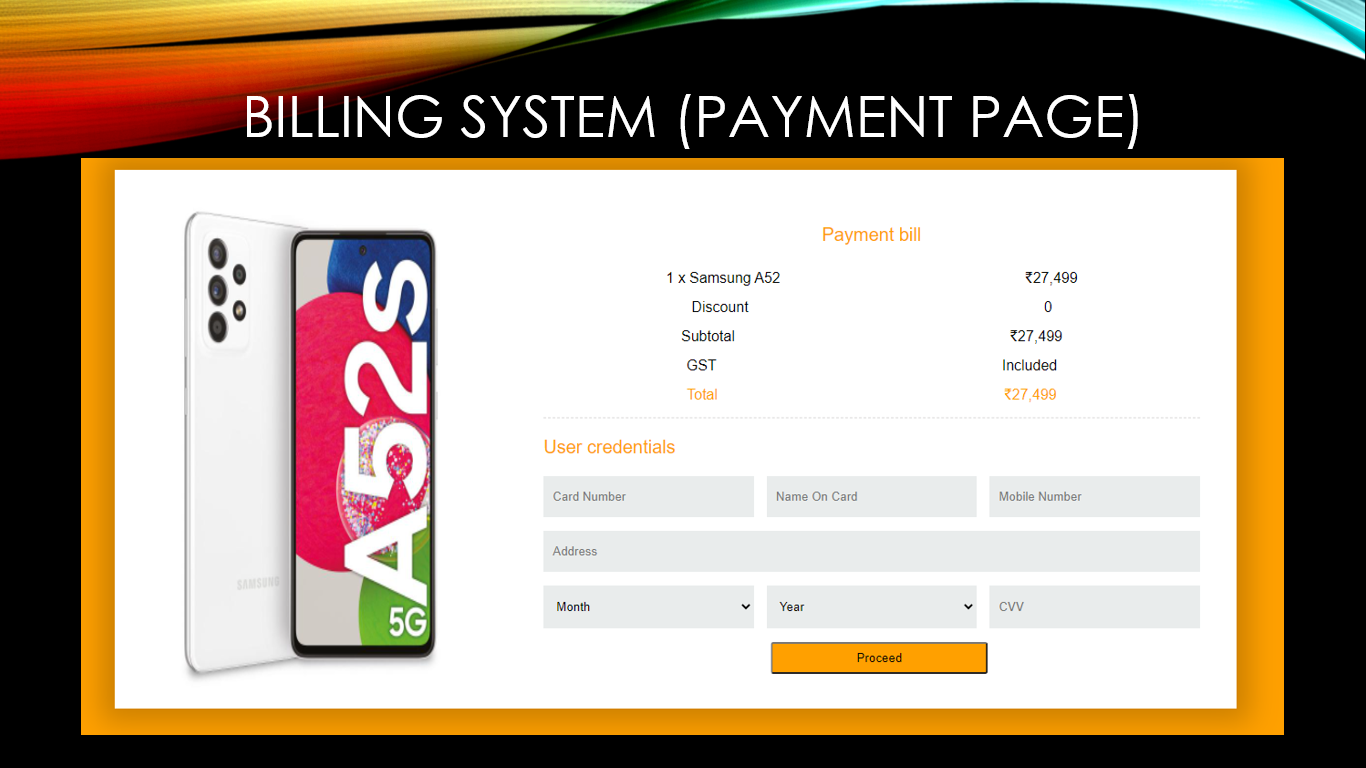 BILLING SYSTEM (PAYMENT PAGE)
SAMSUNG
A52S
5G
Payment bill
1 x Samsung A52 ₹27,499
Discount 0
Subtotal ₹27,499
GST Included
Total ₹27,499
User credentials
Card Number Name On Card Mobile Number
Address
Month Year CVV
Proceed